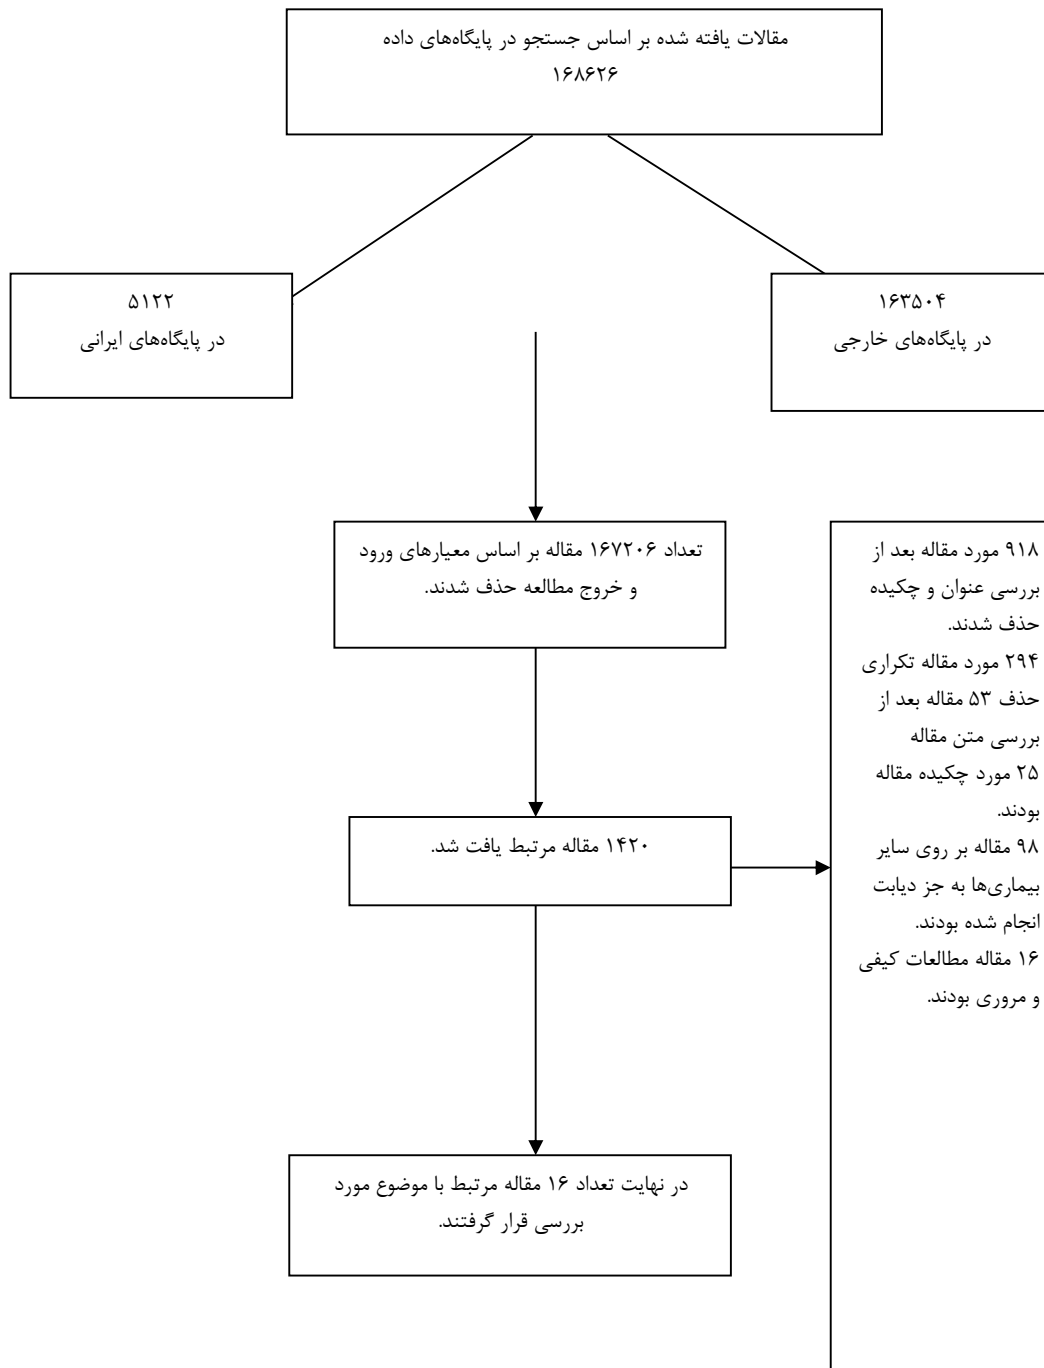 مقالات یافته شده بر اساس جستجو در پایگاه‌های داده
۱۶۸۶۲۶
۱۶۳۵۰۴
در پایگاه‌های خارجی
۵۱۲۲
در پایگاه‌های ایرانی
تعداد ۱۶۷۲۰۶ مقاله بر اساس معیارهای ورود
و خروج مطالعه حذف شدند.
۱۴۲۰ مقاله مرتبط یافت شد.
۹۱۸ مورد مقاله بعد از
بررسی عنوان و چکیده
حذف شدند.
۲۹۴ مورد مقاله تکراری
حذف ۵۳ مقاله بعد از
بررسی متن مقاله
۲۵ مورد چکیده مقاله
بودند.
۹۸ مقاله بر روی سایر
بیماری‌ها به جز دیابت
انجام شده بودند.
۱۶ مقاله مطالعات کیفی
و مروری بودند.
در نهایت تعداد ۱۶ مقاله مرتبط با موضوع مورد
بررسی قرار گرفتند.